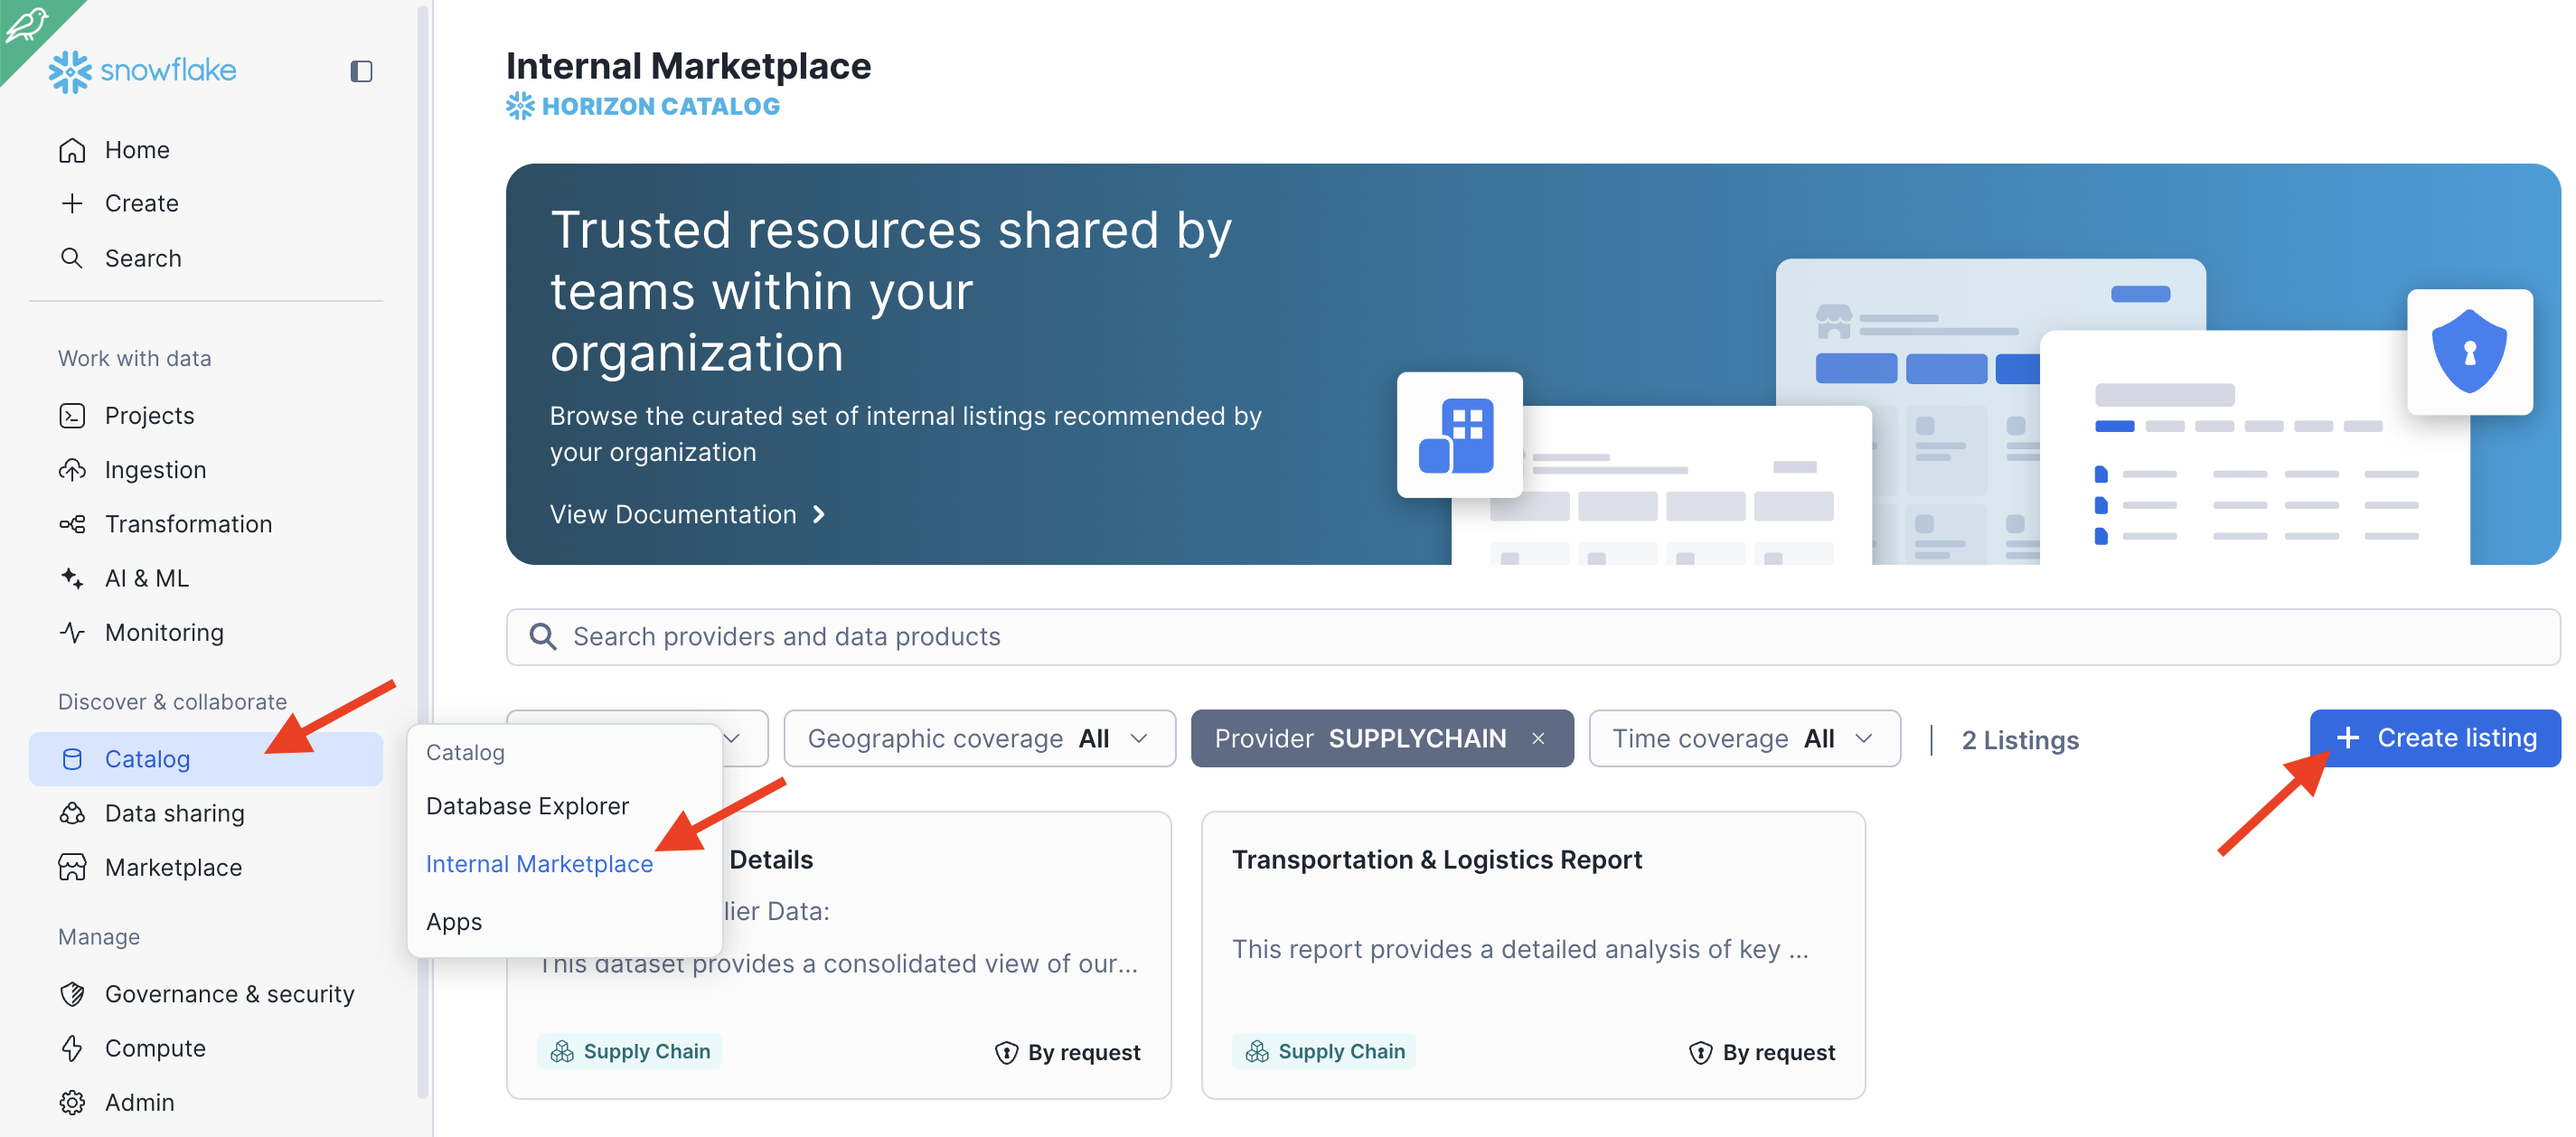 snowflake
Home
Create
Search
Work with data
Projects
Ingestion
Transformation
AI & ML
Monitoring
Discover & collaborate
Catalog
Data sharing
Marketplace
Manage
Governance & security
Compute
Admin
Catalog
Database Explorer
Internal Marketplace
Apps
Internal Marketplace
HORIZON CATALOG
Trusted resources shared by
teams within your
organization
Browse the curated set of internal listings recommended by
your organization
View Documentation
Search providers and data products
Geographic coverage All
Provider SUPPLYCHAIN
Time coverage All
2 Listings
Create listing
Details
Data:
This dataset provides a consolidated view of our...
Supply Chain
By request
Transportation & Logistics Report
This report provides a detailed analysis of key ...
Supply Chain
By request